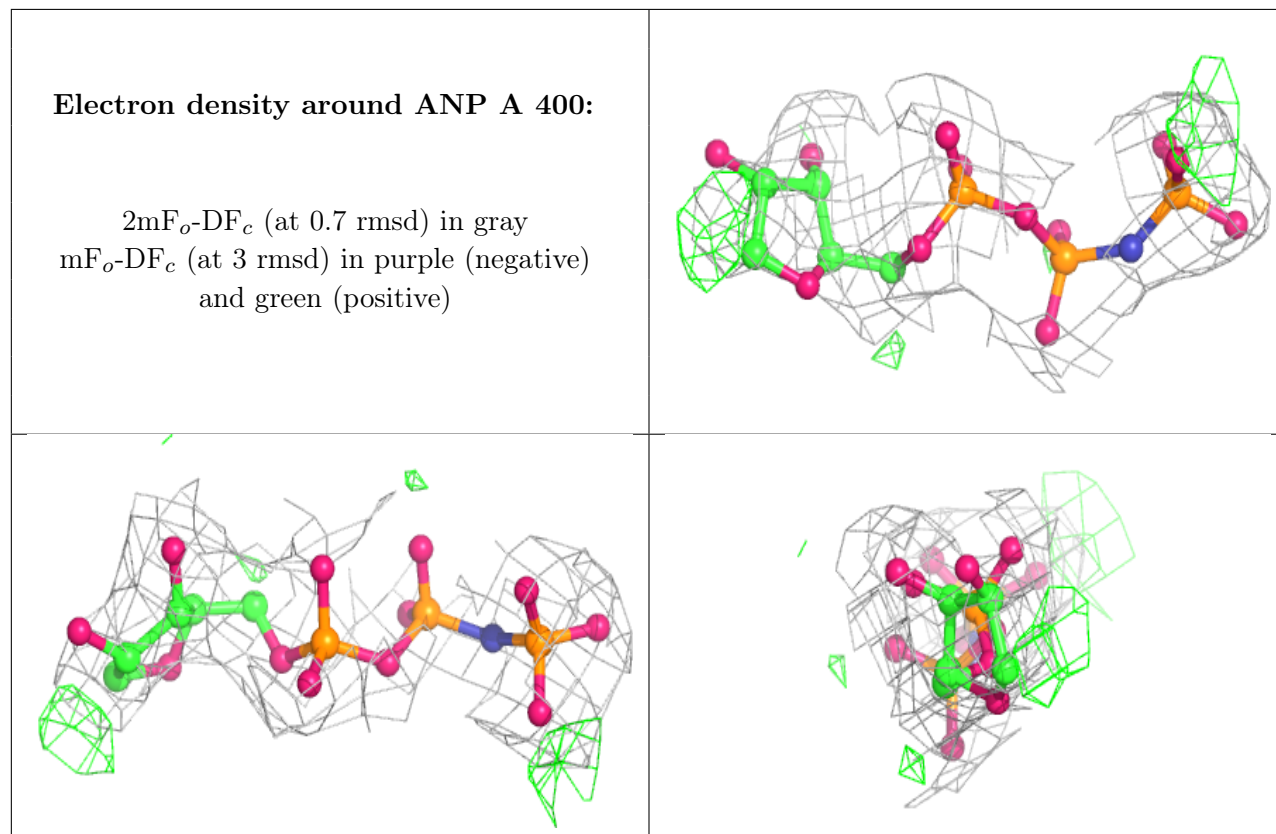 Electron density around ANP A 400:
2mFo-DFc (at 0.7 rmsd) in gray
mFo-DFc (at 3 rmsd) in purple (negative)
and green (positive)